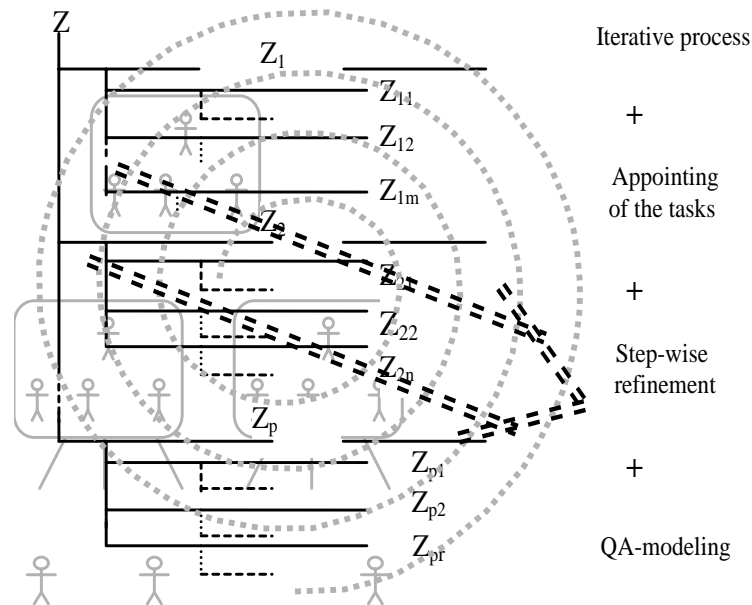 Z
Z1
Z11
Z12
Z1m
Z2
Z21
Z22
Z2n
Zp
Zp1
Zp2
Zpr
Iterative process
+
Appointing
of the tasks
+
Step-wise
refinement
+
QA-modeling